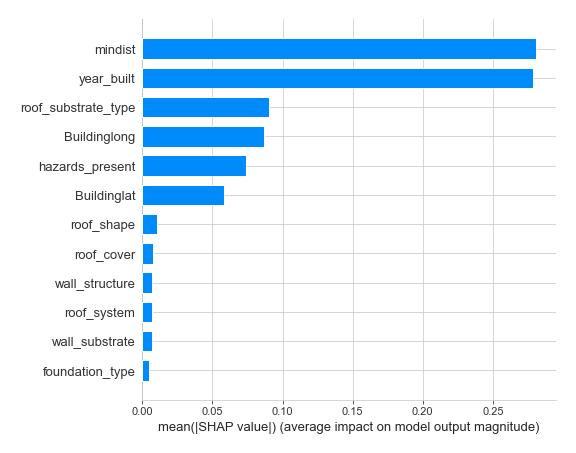 mindist
year_built
roof_substrate_type
Buildinglong
hazards_present
Buildinglat
roof_shape
roof_cover
wall_structure
roof_system
wall_substrate
foundation_type
0.00 0.05 0.10 0.15 0.20 0.25
mean(|SHAP value|) (average impact on model output magnitude)